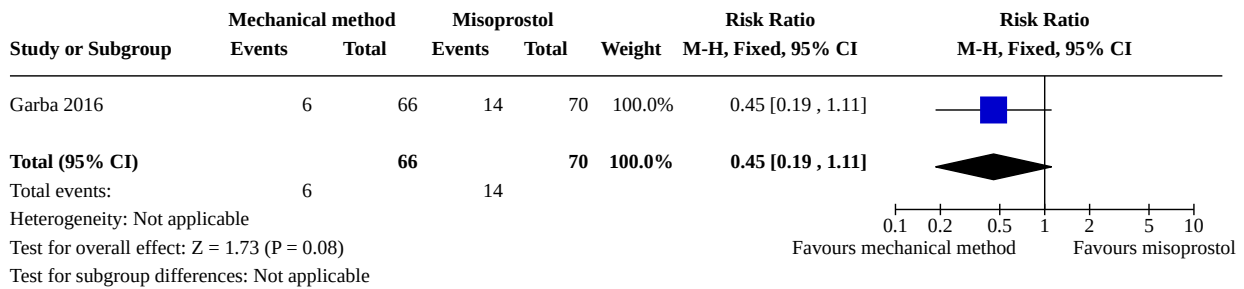 Mechanical method Misoprostol Risk Ratio Risk Ratio
Study or Subgroup Events Total Events Total Weight M-H, Fixed, 95% CI M-H, Fixed, 95% CI
Garba 2016 6 66 14 70 100.0% 0.45 [0.19 , 1.11]
Total (95% CI) 66 70 100.0% 0.45 [0.19 , 1.11]
Total events: 6 14
Heterogeneity: Not applicable
0.1 0.2 0.5 1 2 5 10
Test for overall effect: Z = 1.73 (P = 0.08) Favours mechanical method Favours misoprostol
Test for subgroup differences: Not applicable